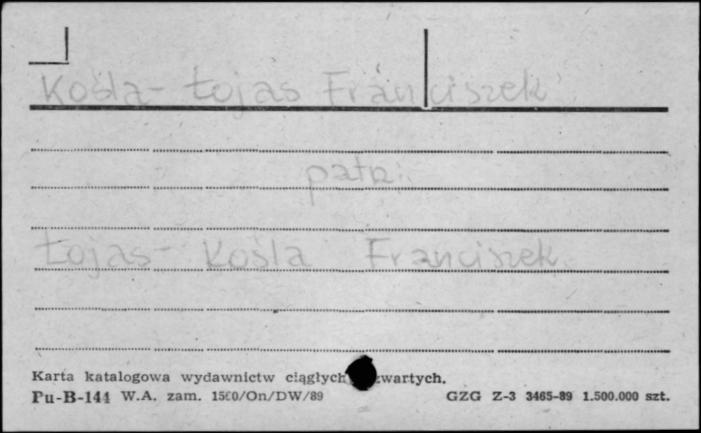 Kośla-Łojas Franciszek
patrz:
Łojas-Kośla Franciszek
Karta katalogowa wydawnictw ciągłych zwartych.
Pu-B-144 W.A. zam. 1500/On/DW/89 GZG Z-3 3465-89 1.500.000 szt.